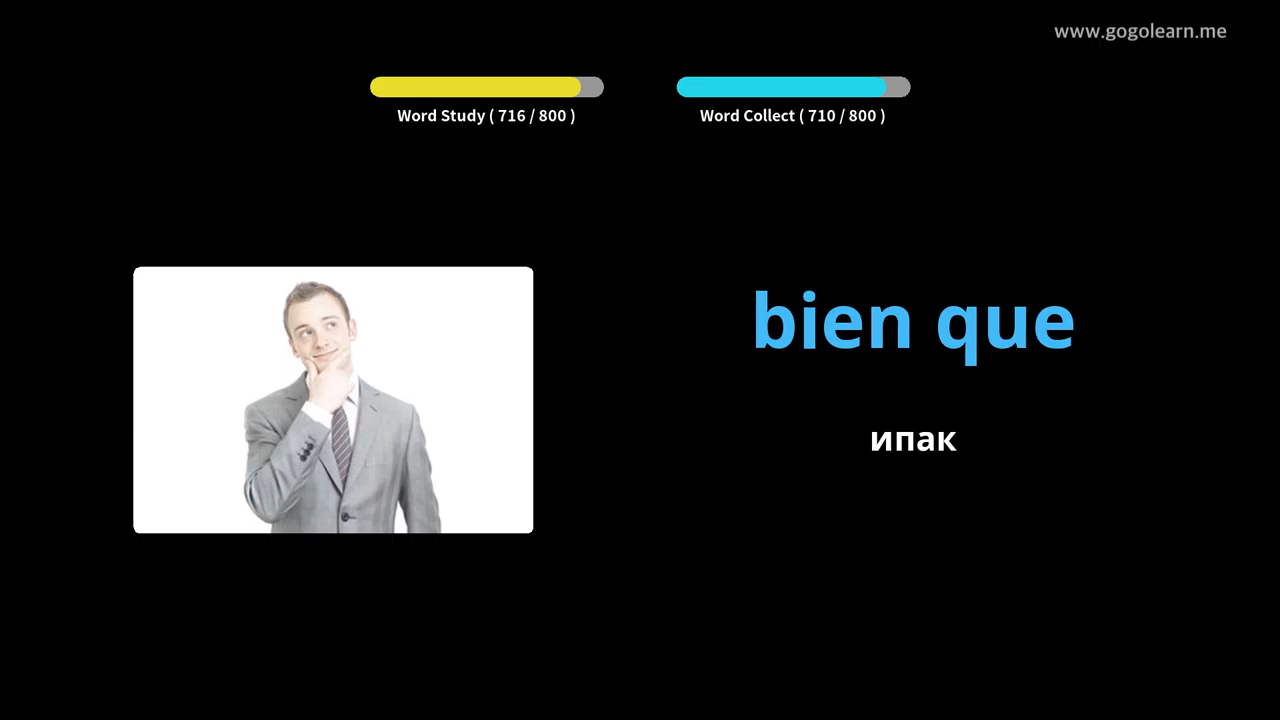 www.gogolearn.me
Word Study ( 716 / 800 )
Word Collect ( 710 / 800 )
bien que
ипак